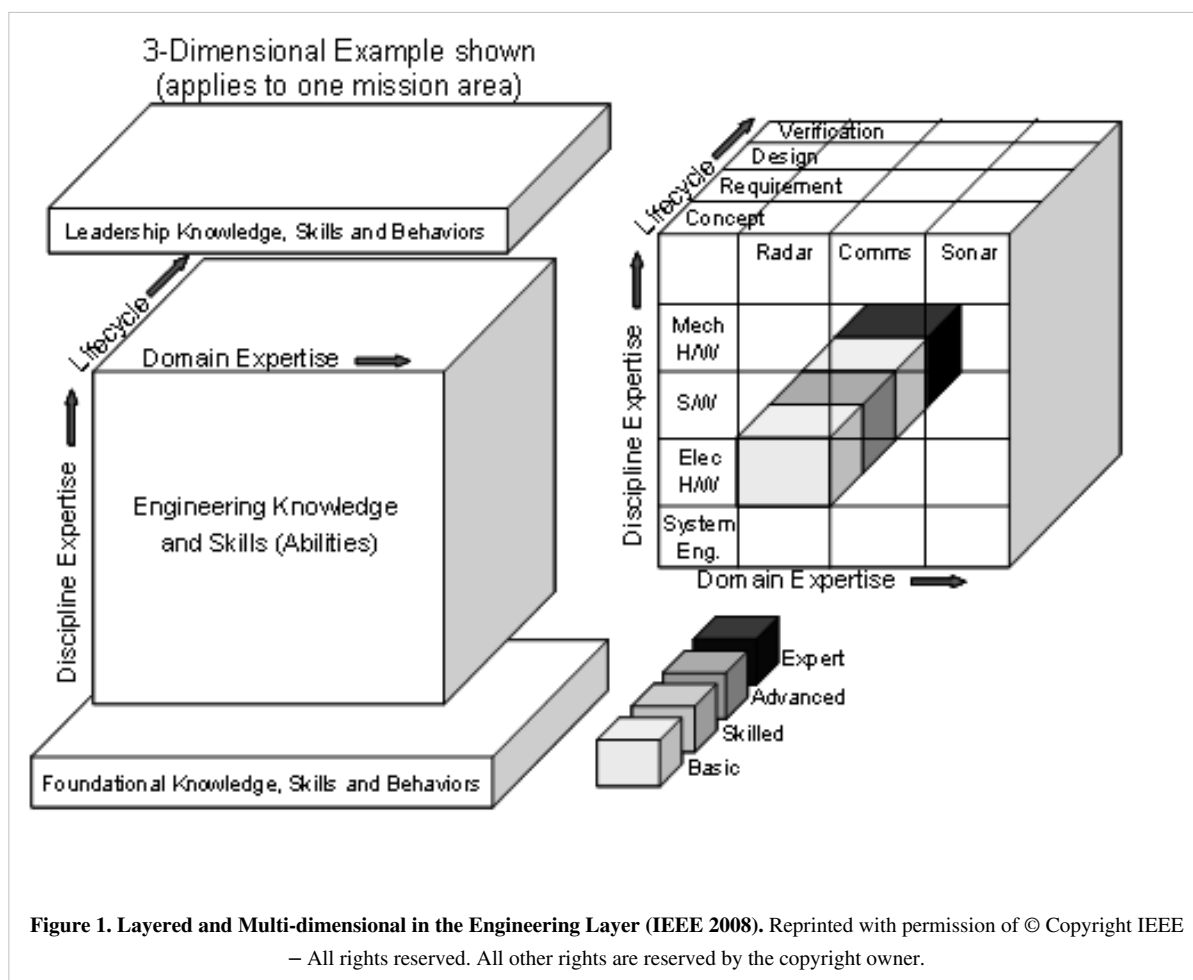 3-Dimensional Example shown
(applies to one mission area)
Leadership Knowledge, Skills and Behaviors
Lifecycle
Domain Expertise
Discipline Expertise
Engineering Knowledge
and Skills (Abilities)
Foundational Knowledge, Skills and Behaviors
Lifecycle
Verification
Design
Requirement
Concept
Radar
Comms
Sonar
Discipline Expertise
Mech
H/W
S/W
Elec
H/W
System
Eng.
Domain Expertise
Expert
Advanced
Skilled
Basic
Figure 1. Layered and Multi-dimensional in the Engineering Layer (IEEE 2008). Reprinted with permission of © Copyright IEEE
– All rights reserved. All other rights are reserved by the copyright owner.